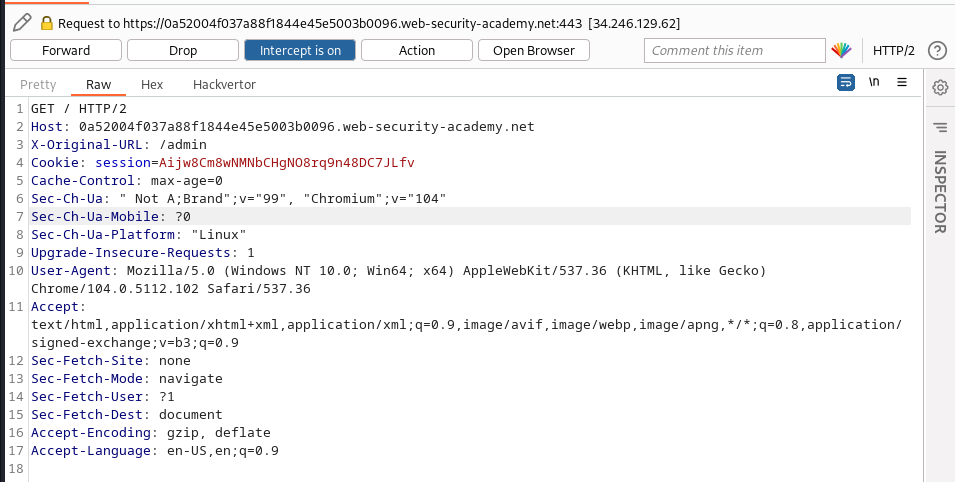 Request to https://0a52004f037a88f1844e45e5003b0096.web-security-academy.net:443 [34.246.129.62]
Forward Drop Intercept is on Action Open Browser Comment this item HTTP/2 ?
Pretty Raw Hex Hackvertor \n
1 GET / HTTP/2
2 Host: 0a52004f037a88f1844e45e5003b0096.web-security-academy.net
3 X-Original-URL: /admin
4 Cookie: session=Aijw8Cm8wNMNbCHgNO8rq9n48DC7JLfv
5 Cache-Control: max-age=0
6 Sec-Ch-Ua: " Not A;Brand";v="99", "Chromium";v="104"
7 Sec-Ch-Ua-Mobile: ?0
8 Sec-Ch-Ua-Platform: "Linux"
9 Upgrade-Insecure-Requests: 1
10 User-Agent: Mozilla/5.0 (Windows NT 10.0; Win64; x64) AppleWebKit/537.36 (KHTML, like Gecko)
Chrome/104.0.5112.102 Safari/537.36
11 Accept:
text/html,application/xhtml+xml,application/xml;q=0.9,image/avif,image/webp,image/apng,*/*;q=0.8,application/
signed-exchange;v=b3;q=0.9
12 Sec-Fetch-Site: none
13 Sec-Fetch-Mode: navigate
14 Sec-Fetch-User: ?1
15 Sec-Fetch-Dest: document
16 Accept-Encoding: gzip, deflate
17 Accept-Language: en-US,en;q=0.9
18
INSPECTOR